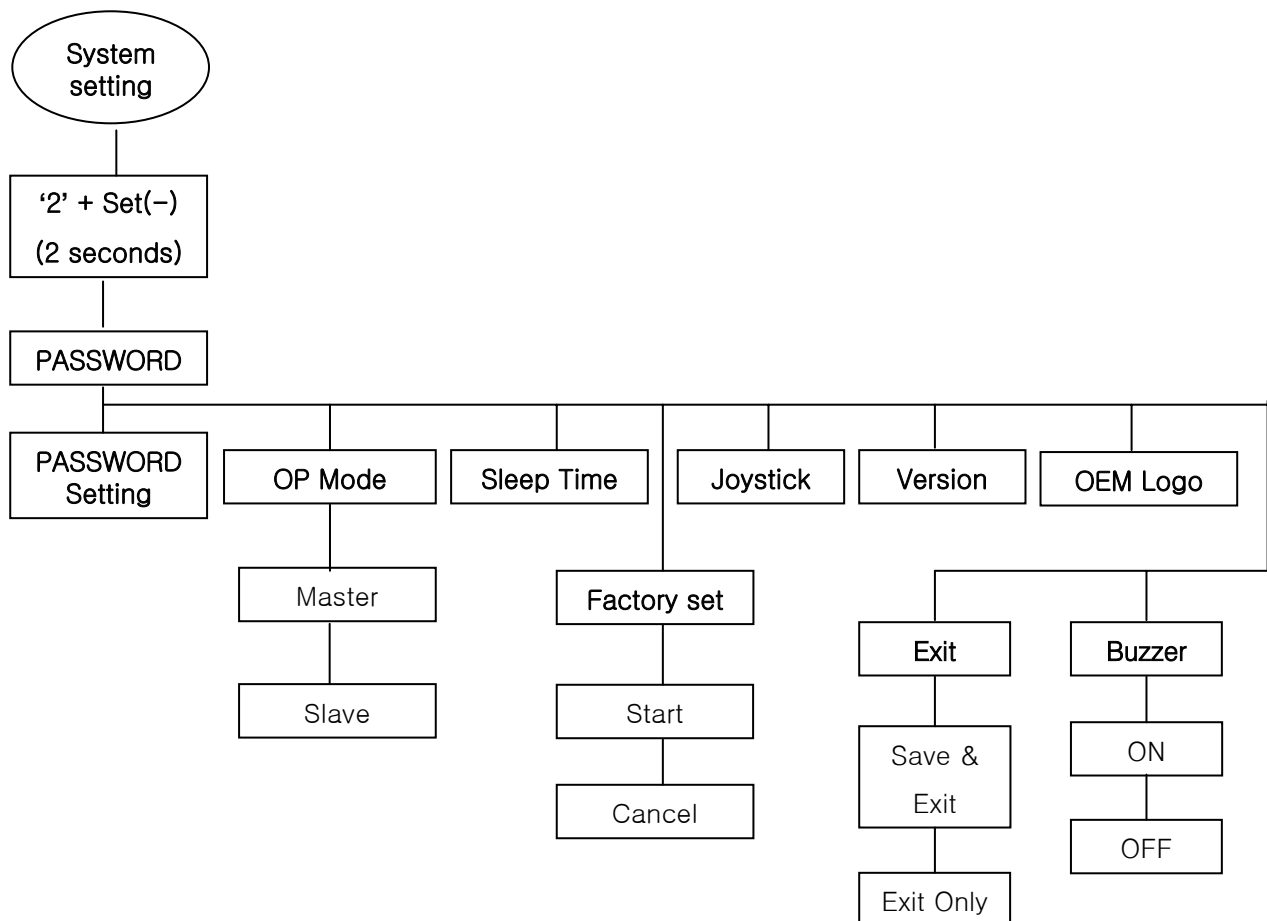 System
setting
‘2’ + Set(-)
(2 seconds)
PASSWORD
PASSWORD
Setting
OP Mode
Sleep Time
Joystick
Version
OEM Logo
Master
Factory set
Exit
Buzzer
Slave
Start
Save &
Exit
ON
Cancel
OFF
Exit Only